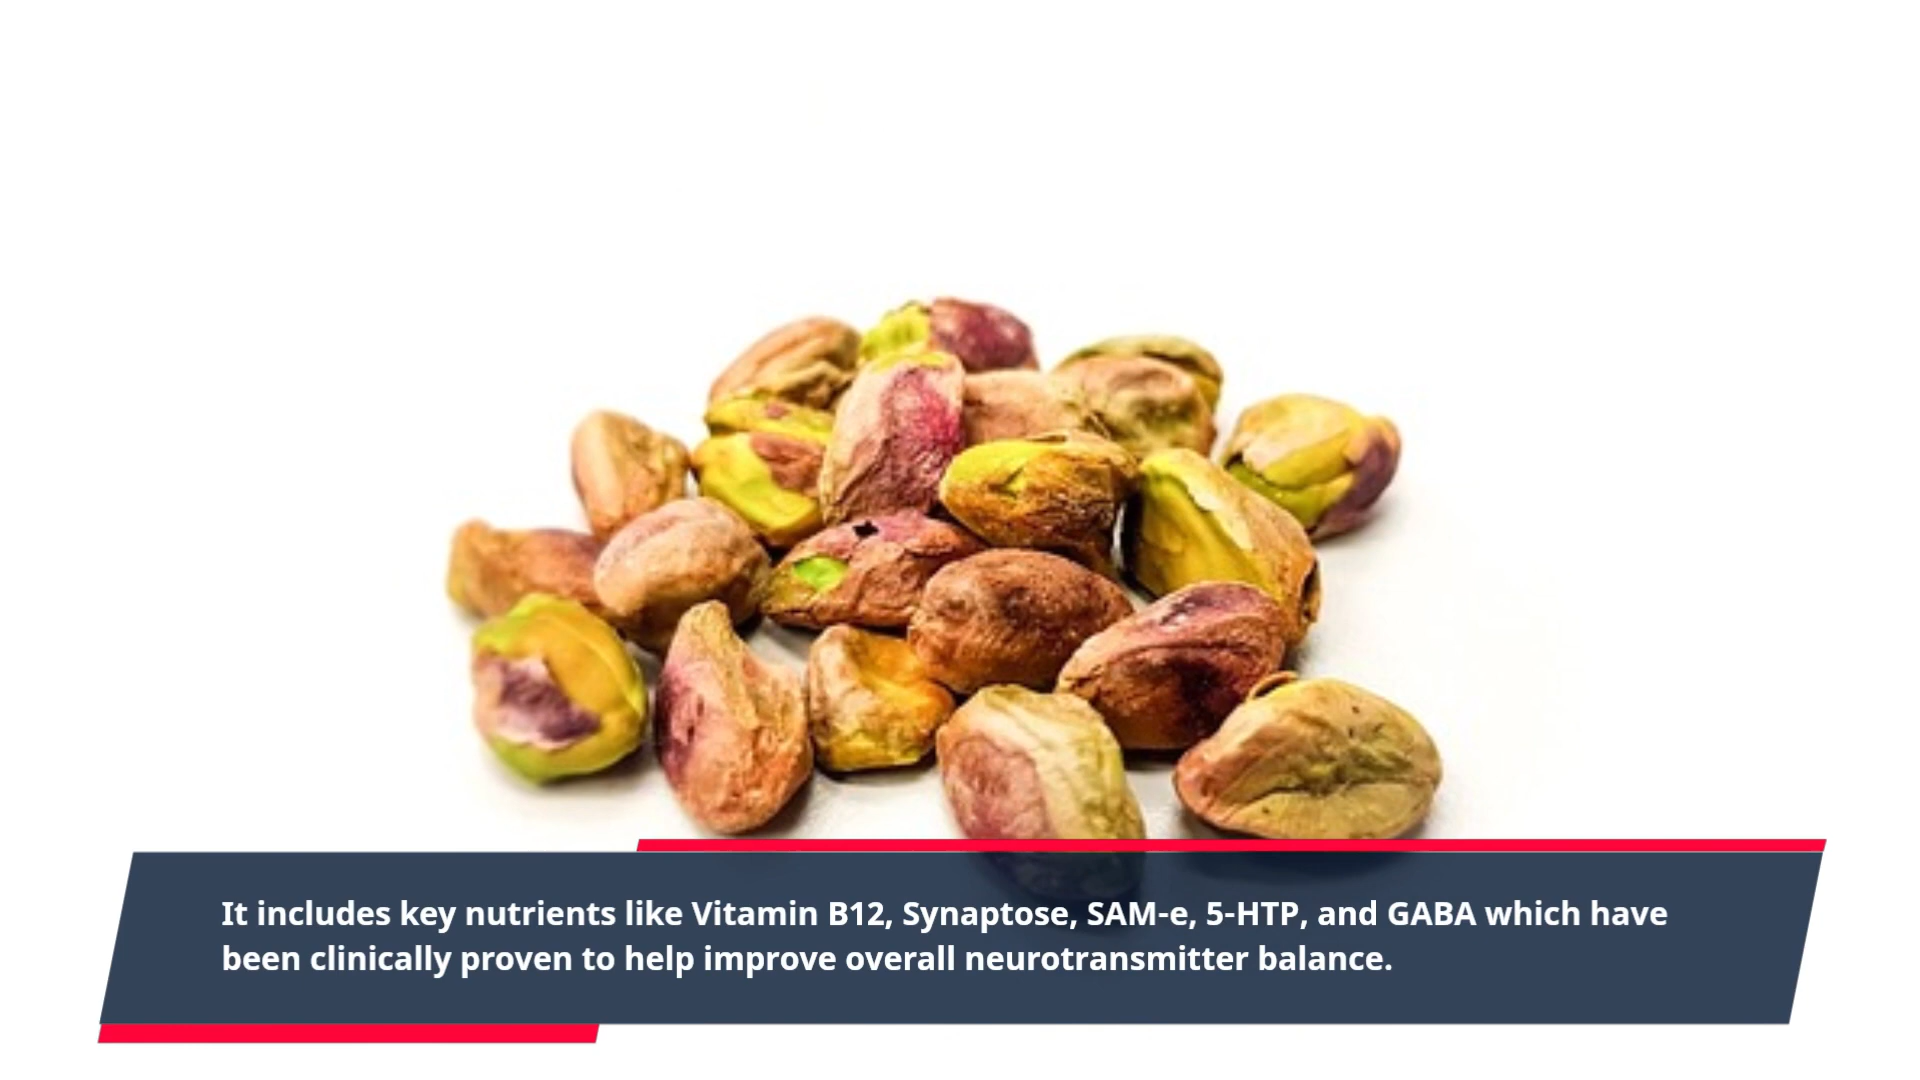 It includes key nutrients like Vitamin B12, Synaptose, SAM-e, 5-HTP, and GABA which have
been clinically proven to help improve overall neurotransmitter balance.